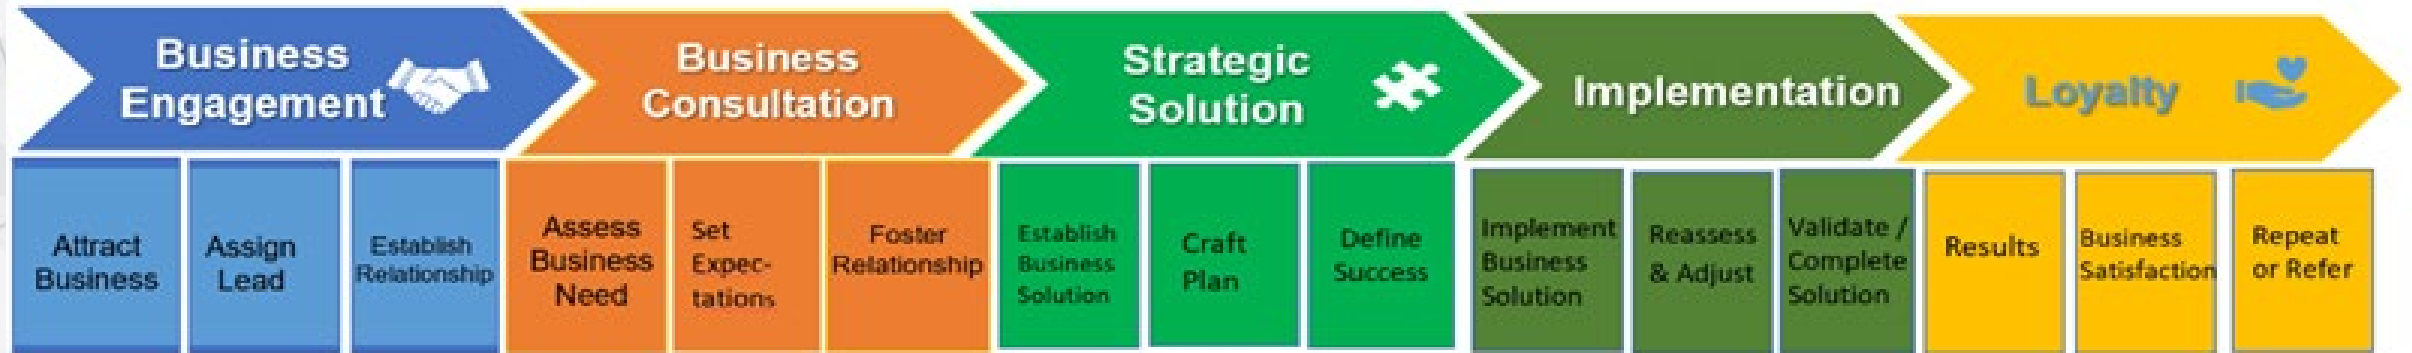 Business
Engagement
Business
Consultation
Strategic
Solution
Implementation
Loyalty
Attract
Business
Assign
Lead
Establish
Relationship
Assess
Business
Need
Set
Expec-
tations
Foster
Relationship
Establish
Business
Solution
Craft
Plan
Define
Success
Implement
Business
Solution
Reassess
& Adjust
Validate /
Complete
Solution
Results
Business
Satisfaction
Repeat
or Refer